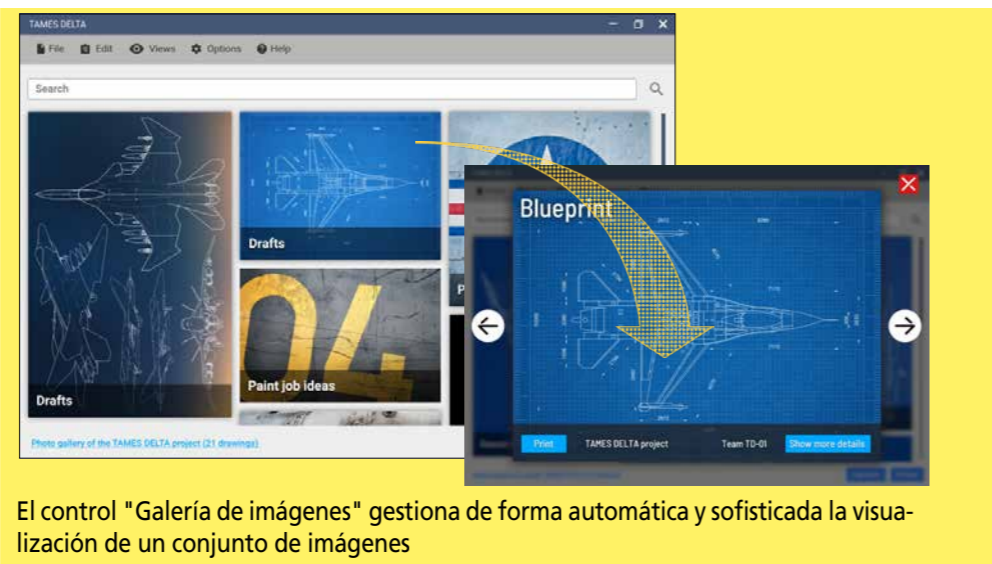 TAMES DELTA
File Edit Views Options Help
Search
Drafts
Drafts
04
Paint job ideas
Photo gallery of the TAMES DELTA project (21 drawings)
Blueprint
Print TAMES DELTA project Team TD-01 Show more details
El control "Galería de imágenes" gestiona de forma automática y sofisticada la visua-
lización de un conjunto de imágenes